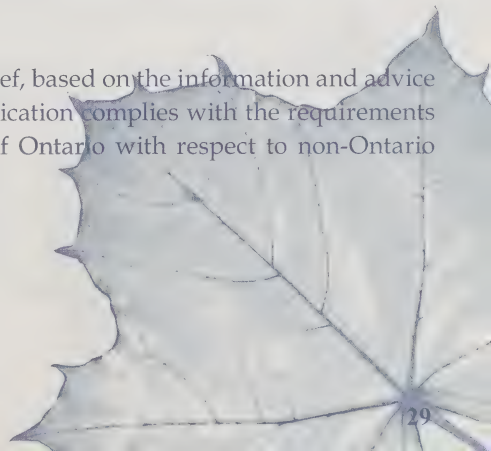 ef, based on the information and advice
ication complies with the requirements
f Ontario with respect to non-Ontario
29